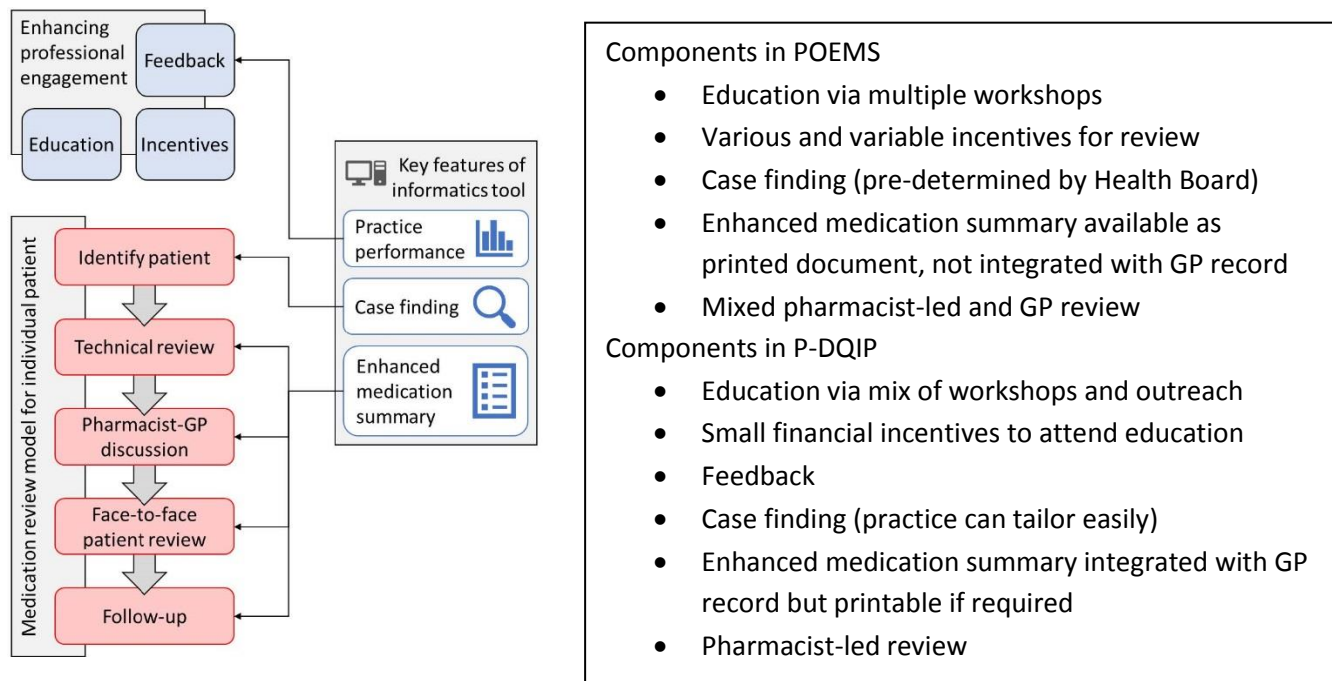 Enhancing
professional
engagement
Feedback
Education
Incentives
Key features of
informatics tool
Practice
performance
Case finding
Enhanced
medication
summary
Medication review model for individual patient
Identify patient
Technical review
Pharmacist-GP
discussion
Face-to-face
patient review
Follow-up
Components in POEMS
• Education via multiple workshops
• Various and variable incentives for review
• Case finding (pre-determined by Health Board)
• Enhanced medication summary available as
printed document, not integrated with GP record
• Mixed pharmacist-led and GP review
Components in P-DQIP
• Education via mix of workshops and outreach
• Small financial incentives to attend education
• Feedback
• Case finding (practice can tailor easily)
• Enhanced medication summary integrated with GP
record but printable if required
• Pharmacist-led review